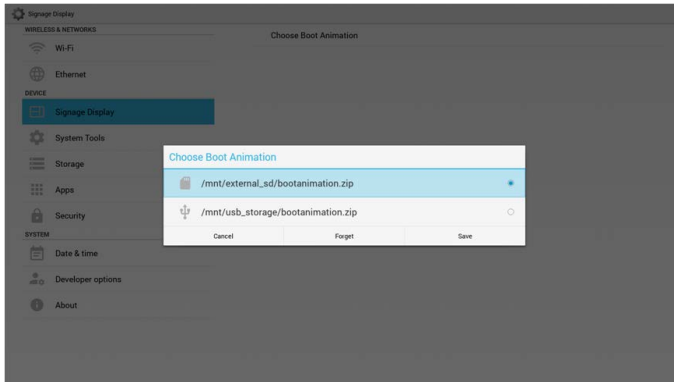 Signage Display
WIRELESS & NETWORKS
Wi-Fi
Ethernet
DEVICE
Signage Display
System Tools
Storage
Apps
Security
SYSTEM
Date & time
Developer options
About
Choose Boot Animation
Choose Boot Animation
/mnt/external_sd/bootanimation.zip
/mnt/usb_storage/bootanimation.zip
Cancel Forget Save